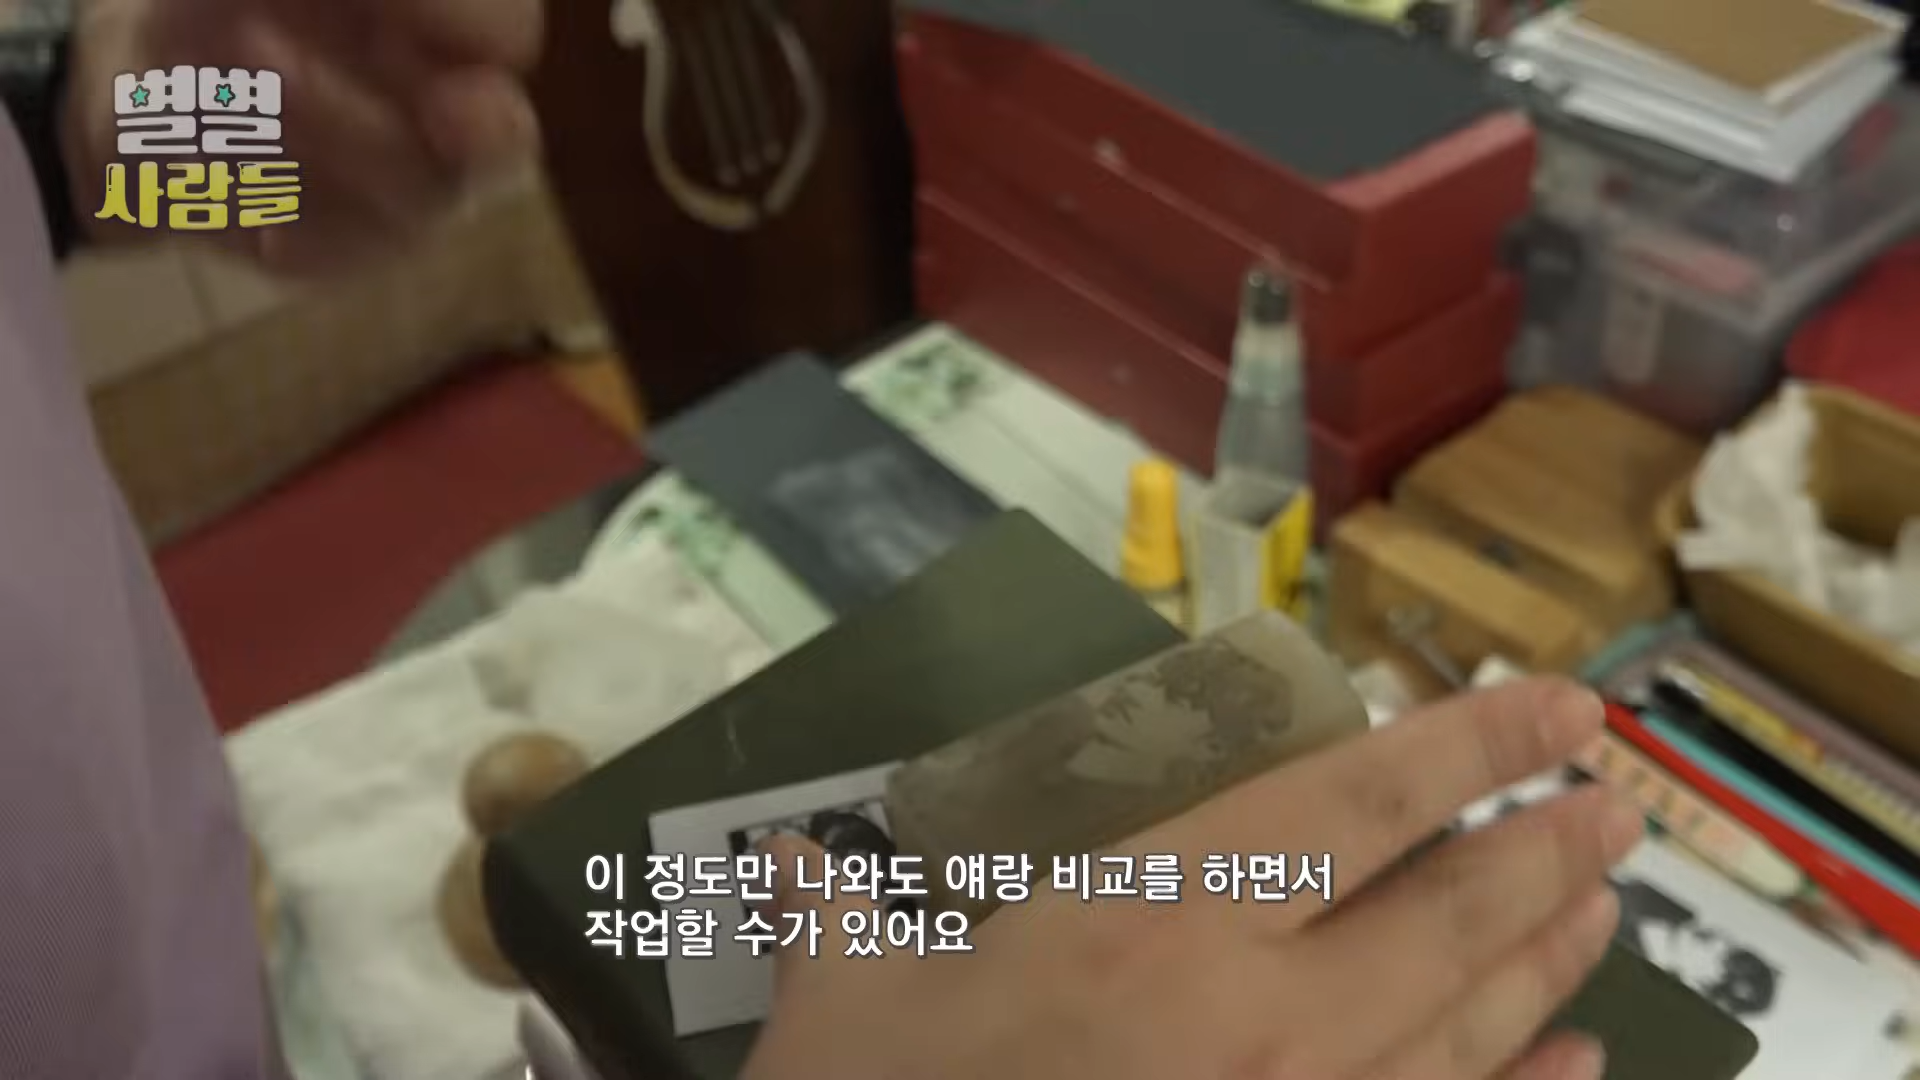 별별
사람들
이 정도만 나와도 얘랑 비교를 하면서
작업할 수가 있어요